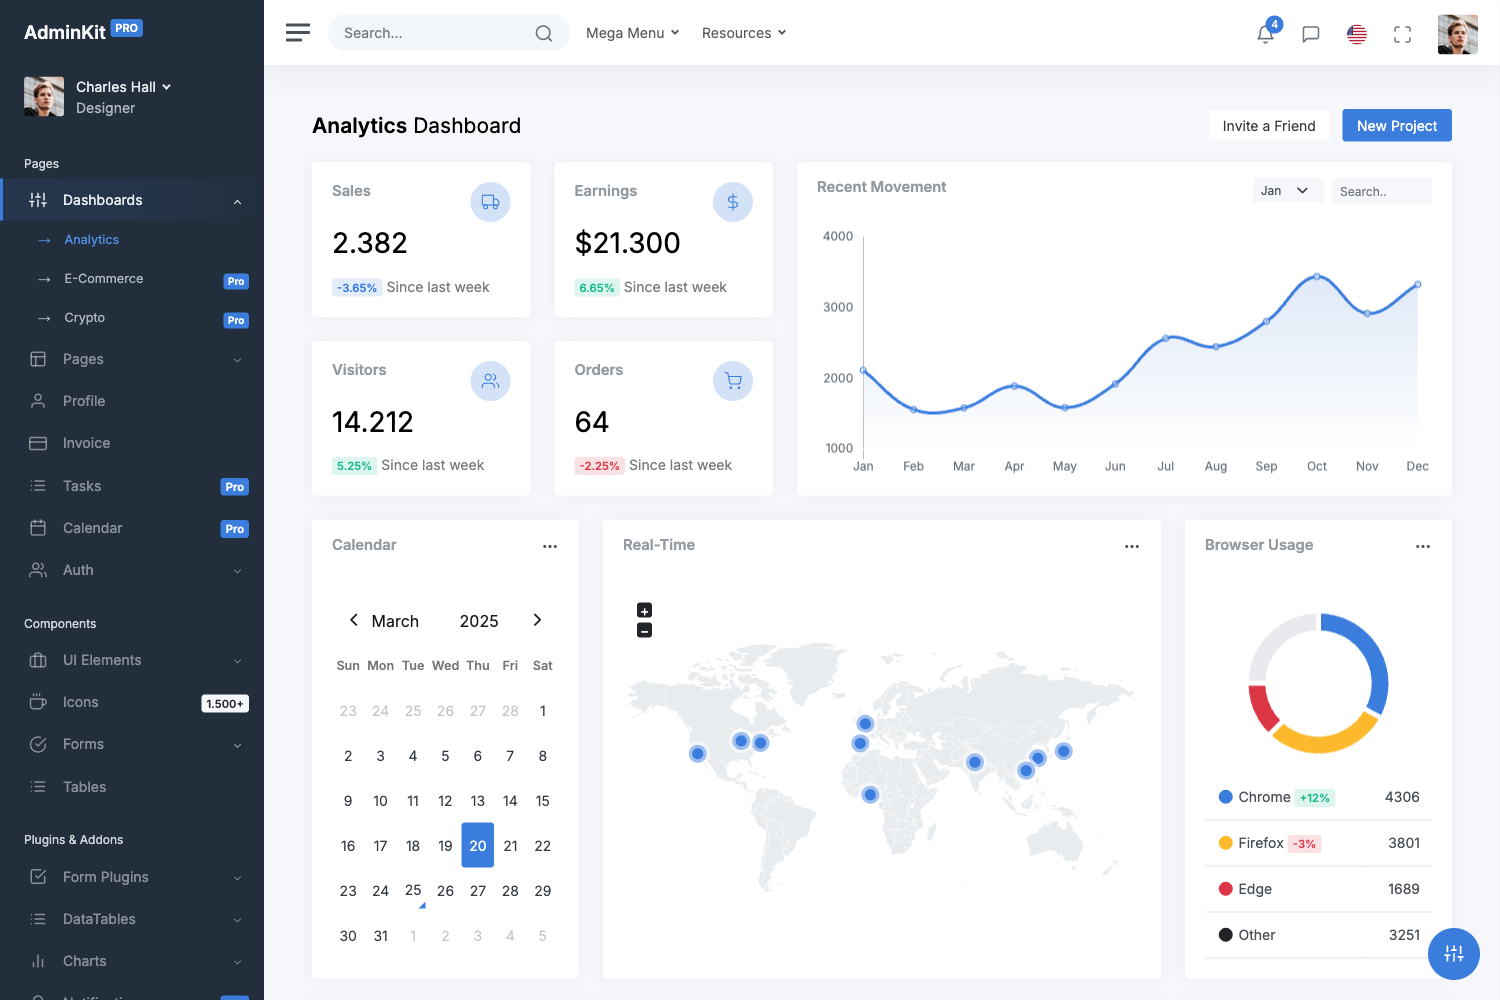 AdminKit PRO
Charles Hall
Designer
Pages
Dashboards
Analytics
E-Commerce Pro
Crypto Pro
Pages
Profile
Invoice
Tasks Pro
Calendar Pro
Auth
Components
UI Elements
Icons 1.500+
Forms
Tables
Plugins & Addons
Form Plugins
DataTables
Charts
Search...
Mega Menu
Resources
4
Analytics Dashboard
Invite a Friend
New Project
Sales
2.382
-3.65% Since last week
Earnings
$21.300
6.65% Since last week
Visitors
14.212
5.25% Since last week
Orders
64
-2.25% Since last week
Recent Movement
Jan
Search..
4000
3000
2000
1000
Jan Feb Mar Apr May Jun Jul Aug Sep Oct Nov Dec
Calendar
March 2025
Sun Mon Tue Wed Thu Fri Sat
23 24 25 26 27 28 1
2 3 4 5 6 7 8
9 10 11 12 13 14 15
16 17 18 19 20 21 22
23 24 25 26 27 28 29
30 31 1 2 3 4 5
Real-Time
+
−
Browser Usage
Chrome +12% 4306
Firefox -3% 3801
Edge 1689
Other 3251